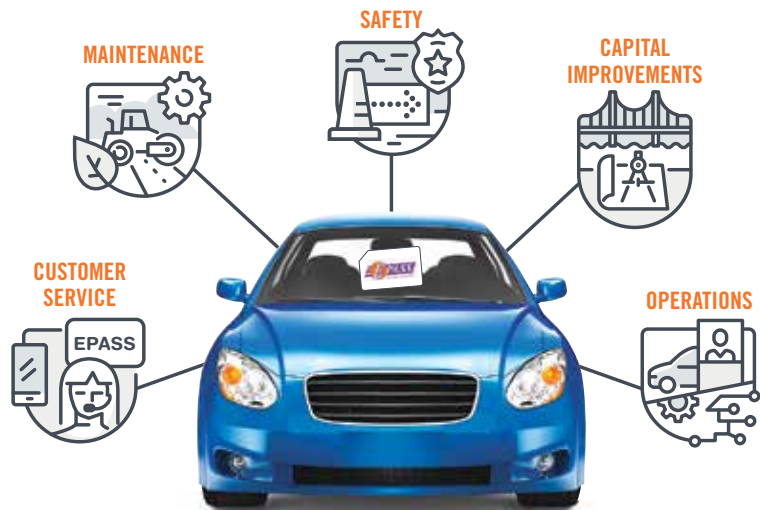 SAFETY
MAINTENANCE
CAPITAL
IMPROVEMENTS
CUSTOMER
SERVICE
EPASS
OPERATIONS